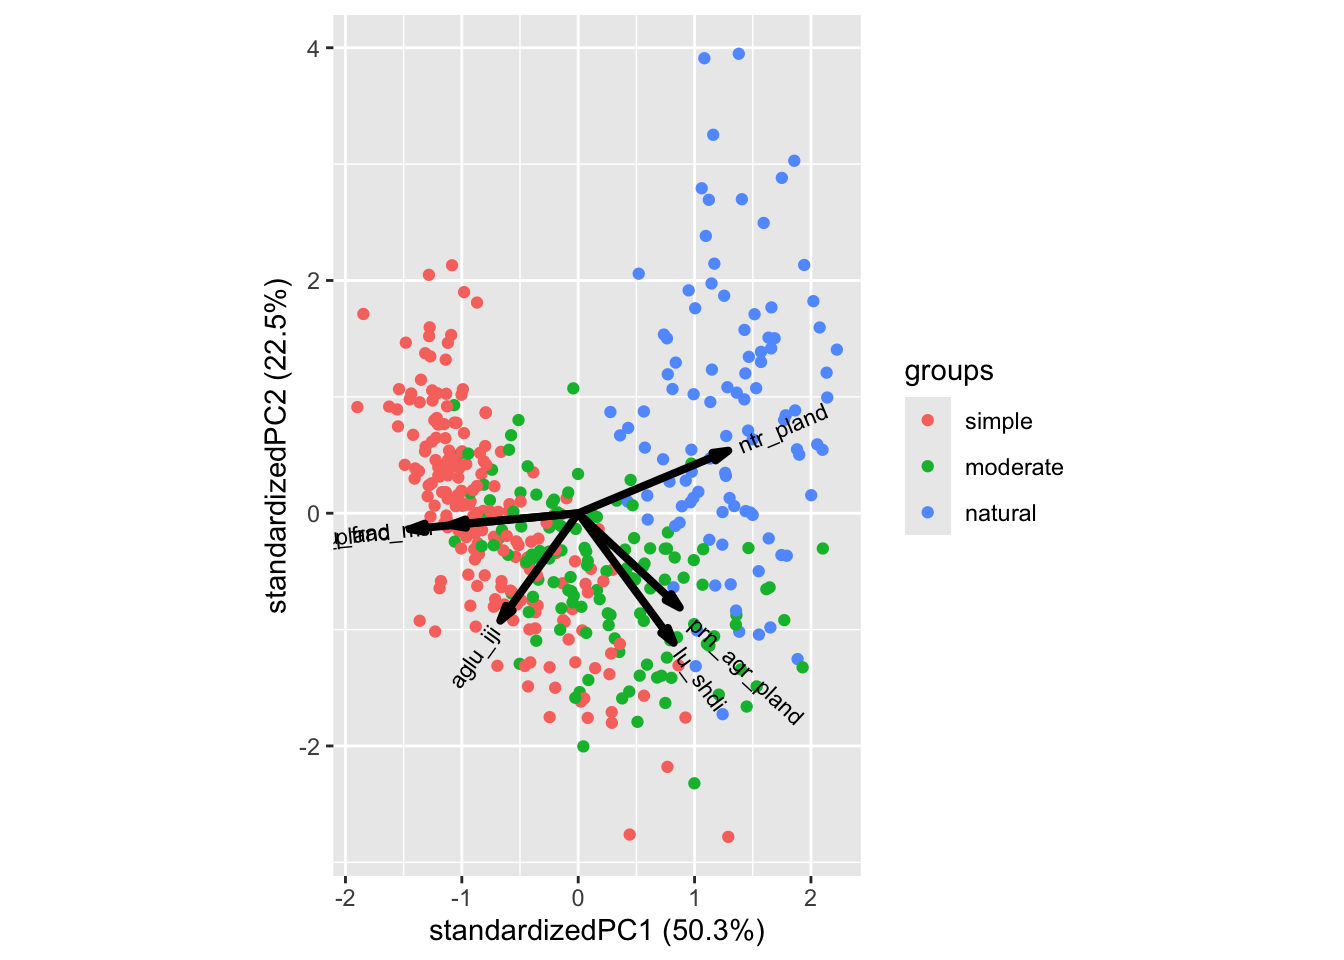 4
2
0
-2
standardizedPC2 (22.5%)
ntr_pland
aglu_iji
prn_agr_pland
lu_shdi
-2
-1
0
1
2
standardizedPC1 (50.3%)
groups
simple
moderate
natural